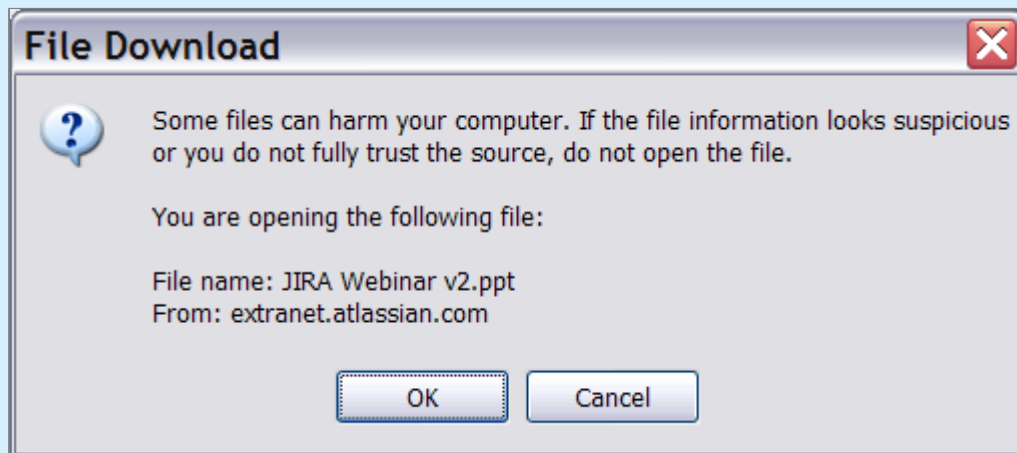 File Download
Some files can harm your computer. If the file information looks suspicious
or you do not fully trust the source, do not open the file.
You are opening the following file:
File name: JIRA Webinar v2.ppt
From: extranet.atlassian.com
OK
Cancel